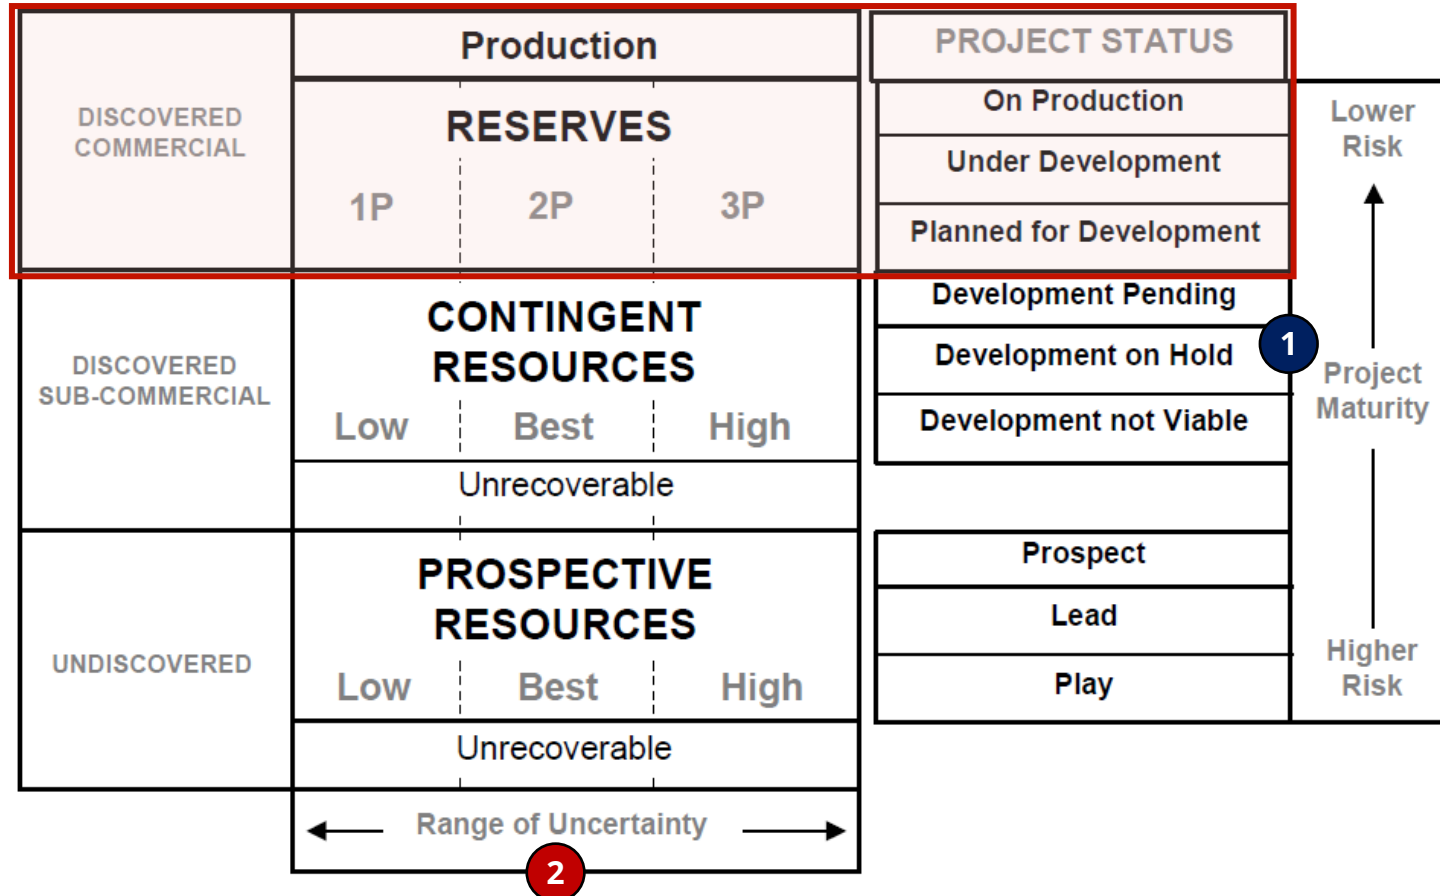 Production
PROJECT STATUS
DISCOVERED
COMMERCIAL
RESERVES
1P
2P
3P
On Production
Under Development
Planned for Development
Lower
Risk
CONTINGENT
RESOURCES
DISCOVERED
SUB-COMMERCIAL
Low
Best
High
Unrecoverable
Development Pending
Development on Hold
Development not Viable
1
Project
Maturity
PROSPECTIVE
RESOURCES
UNDISCOVERED
Low
Best
High
Unrecoverable
Prospect
Lead
Play
Higher
Risk
Range of Uncertainty
2